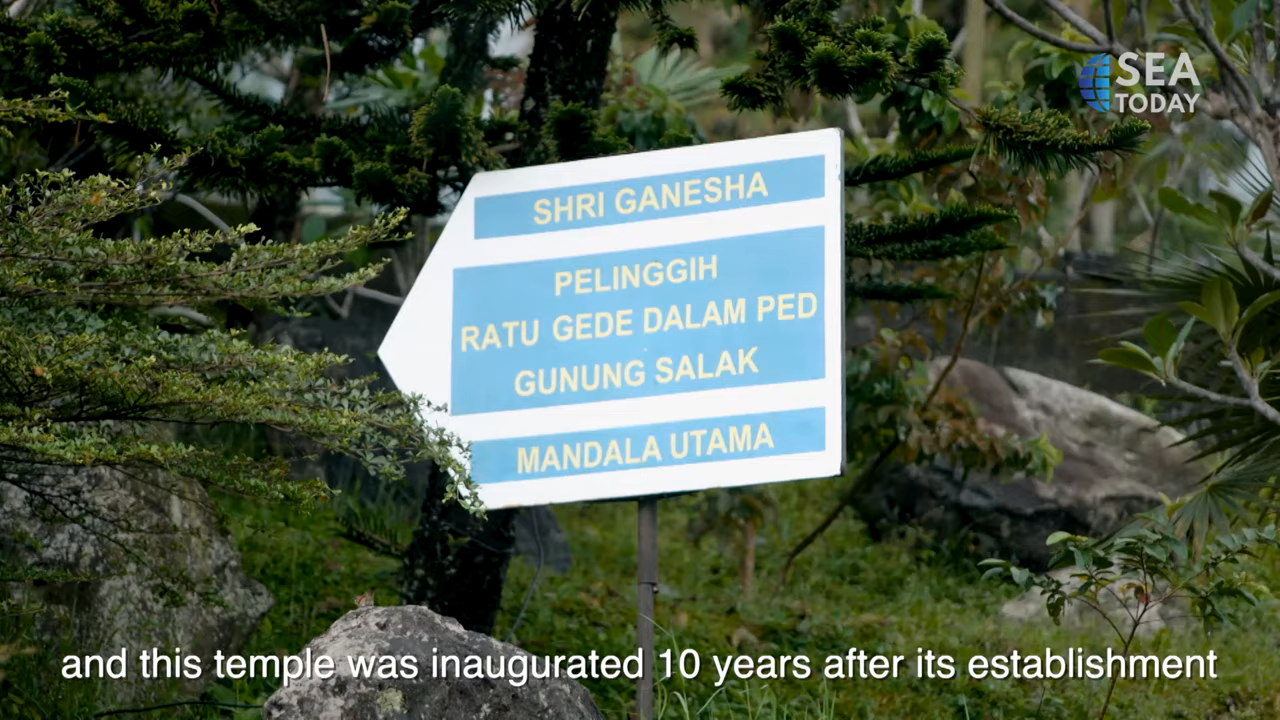 SEA
TODAY
SHRI GANESHA
PELINGGIH
RATU GEDE DALAM PED
GUNUNG SALAK
MANDALA UTAMA
and this temple was inaugurated 10 years after its establishment